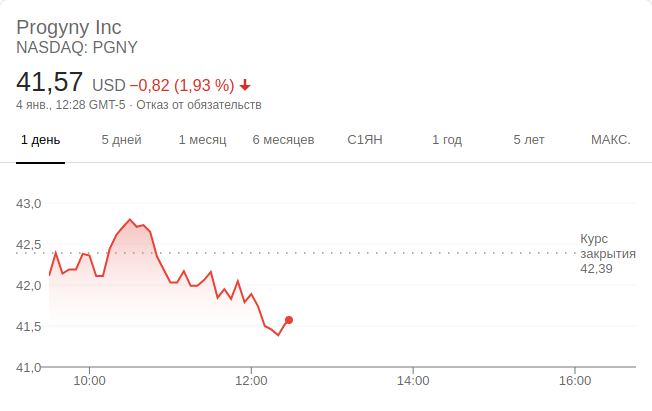 Progyny Inc
NASDAQ: PGNY
41,57 USD −0,82 (1,93 %)
4 янв., 12:28 GMT-5 · Отказ от обязательств
1 день 5 дней 1 месяц 6 месяцев С1ЯН 1 год 5 лет МАКС.
43,0
42,5
42,0
41,5
41,0
Курс
закрытия
42,39
10:00 12:00 14:00 16:00